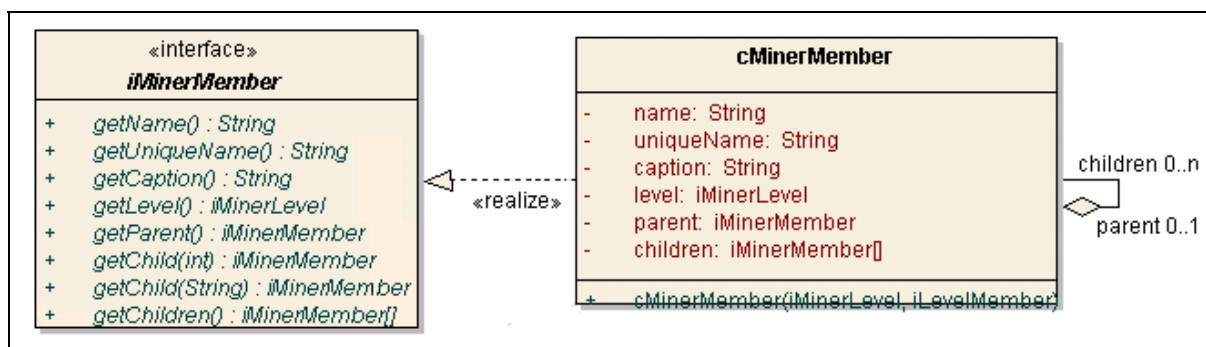 «interface»
iMinerMember
+ getName() : String
+ getUniqueName() : String
+ getCaption() : String
+ getLevel() : iMinerLevel
+ getParent() : iMinerMember
+ getChild(int) : iMinerMember
+ getChild(String) : iMinerMember
+ getChildren() : iMinerMember[]
«realize»
cMinerMember
- name: String
- uniqueName: String
- caption: String
- level: iMinerLevel
- parent: iMinerMember
- children: iMinerMember[]
+ cMinerMember(iMinerLevel, iLevelMember)
children 0..n
parent 0..1